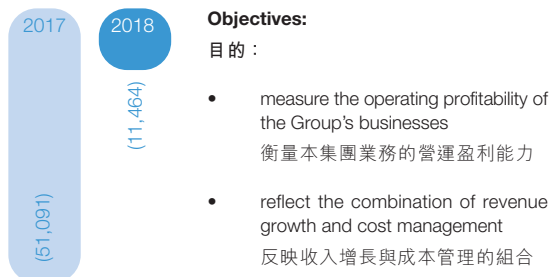 2017
2018
(51,091)
(11,464)
Objectives:
目的：
• measure the operating profitability of
the Group's businesses
衡量本集團業務的營運盈利能力
• reflect the combination of revenue
growth and cost management
反映收入增長與成本管理的組合